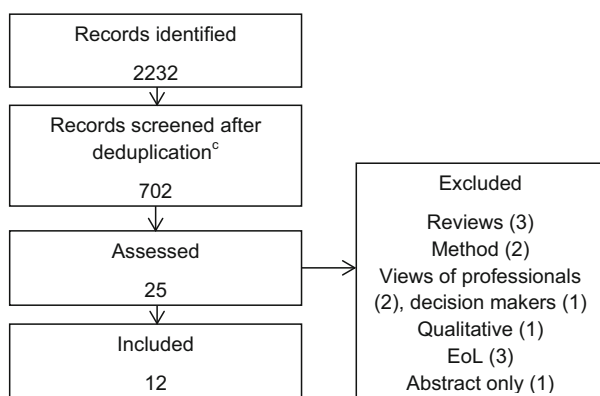 Records identified
2232
Records screened after
deduplicationᶜ
702
Assessed
25
Included
12
Excluded
Reviews (3)
Method (2)
Views of professionals
(2), decision makers (1)
Qualitative (1)
EoL (3)
Abstract only (1)